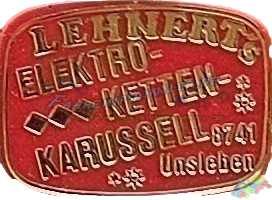 LEHNERTS
ELEKTRO-
KETTEN-
KARUSSELL 8741
Unsleben